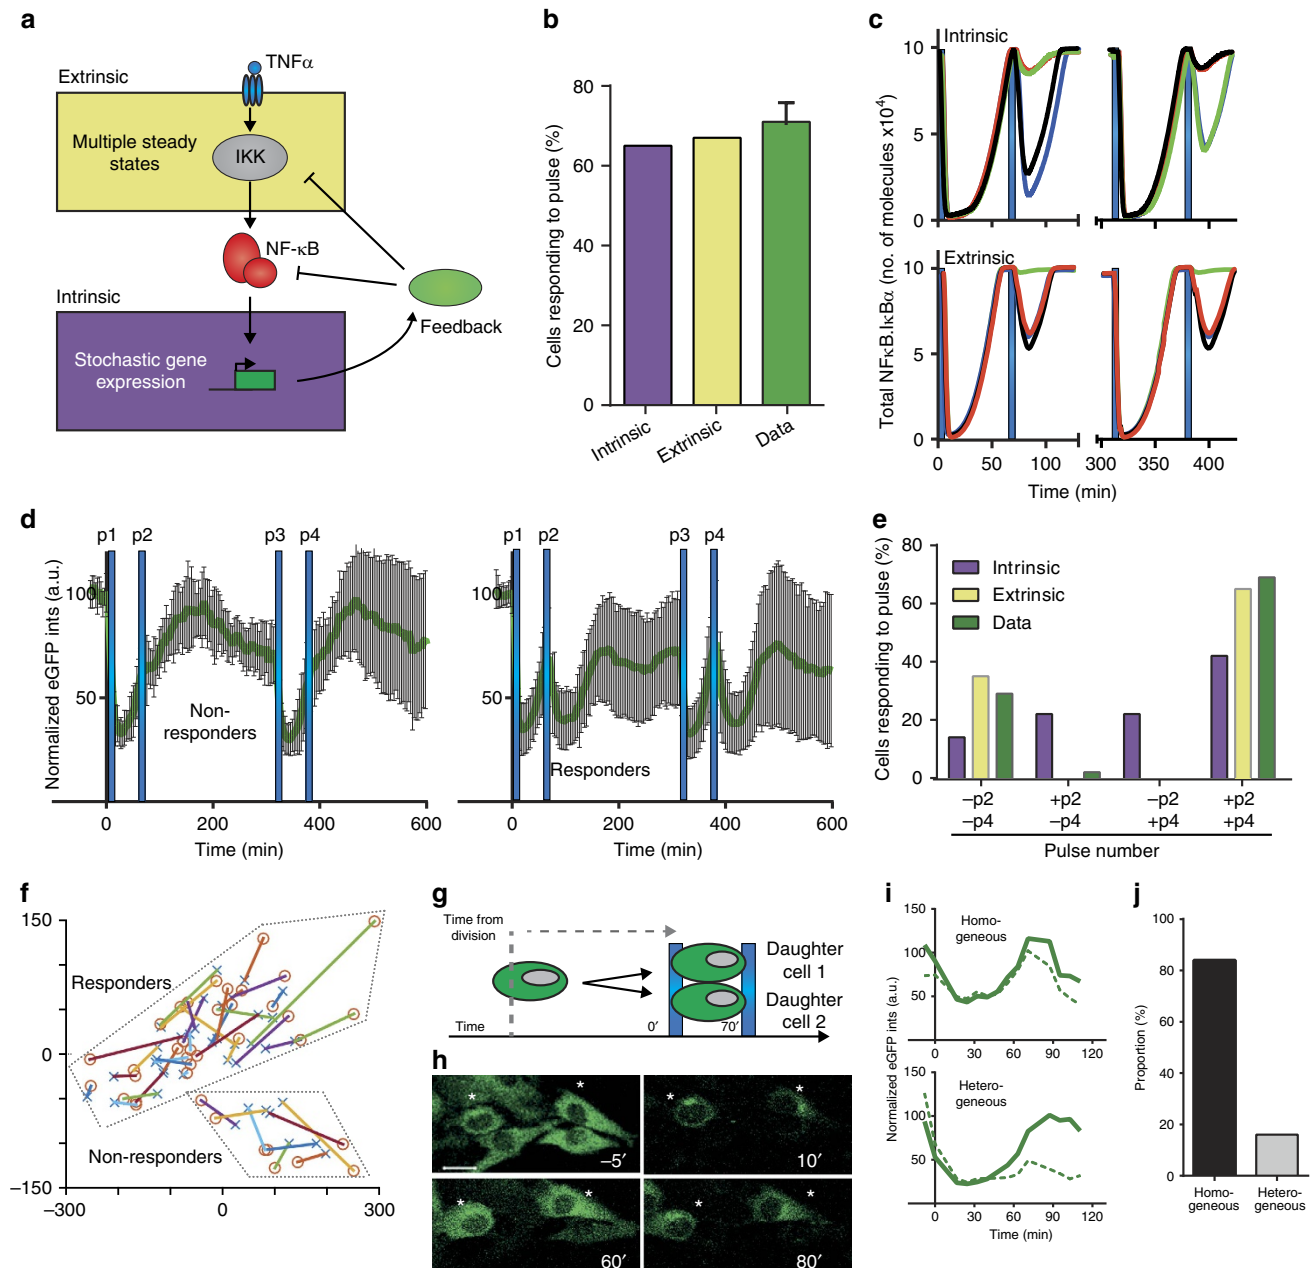 a
Extrinsic
TNFα
Multiple steady
states
IKK
NF-κB
Intrinsic
Feedback
Stochastic gene
expression
b
Cells responding to pulse (%)
80
60
40
20
0
Intrinsic
Extrinsic
Data
c
Total NFκB.IκBα (no. of molecules x10⁴)
Intrinsic
10
5
0
Extrinsic
10
5
0
0 50 100 300 350 400
Time (min)
d
Normalized eGFP ints (a.u.)
p1 p2 p3 p4
100
50
Non-
responders
0 200 400 600
Time (min)
p1 p2 p3 p4
100
50
Responders
0 200 400 600
Time (min)
e
Cells responding to pulse (%)
80
60
40
20
0
Intrinsic
Extrinsic
Data
–p2 +p2 –p2 +p2
–p4 –p4 +p4 +p4
Pulse number
f
150
0
–150
Responders
Non-responders
–300 0 300
g
Time from
division
Daughter
cell 1
Daughter
cell 2
Time 0′ 70′
h
* *
–5′
* *
10′
* *
60′
* *
80′
i
Normalized eGFP ints (a.u.)
150
100
50
Homo-
geneous
0 30 60 90 120
150
100
50
Hetero-
geneous
0 30 60 90 120
Time (min)
j
Proportion (%)
100
80
60
40
20
0
Homo- Hetero-
geneous geneous